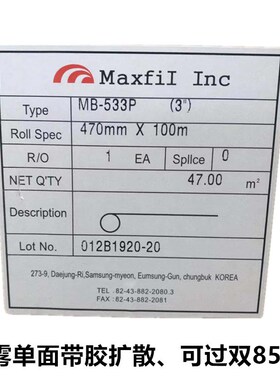 Maxfil Inc
Type MB-533P (3")
Roll Spec 470mm X 100m
R/O 1 EA Splice 0
NET Q'TY 47.00 m²
Description
Lot No. 012B1920-20
273-9, Daejung-Ri,Samsung-myeon, Eumsung-Gun, chungbuk KOREA
TEL : 82-43-882-2080.3
FAX : 82-43-882-2081
雾单面带胶扩散、可过双85